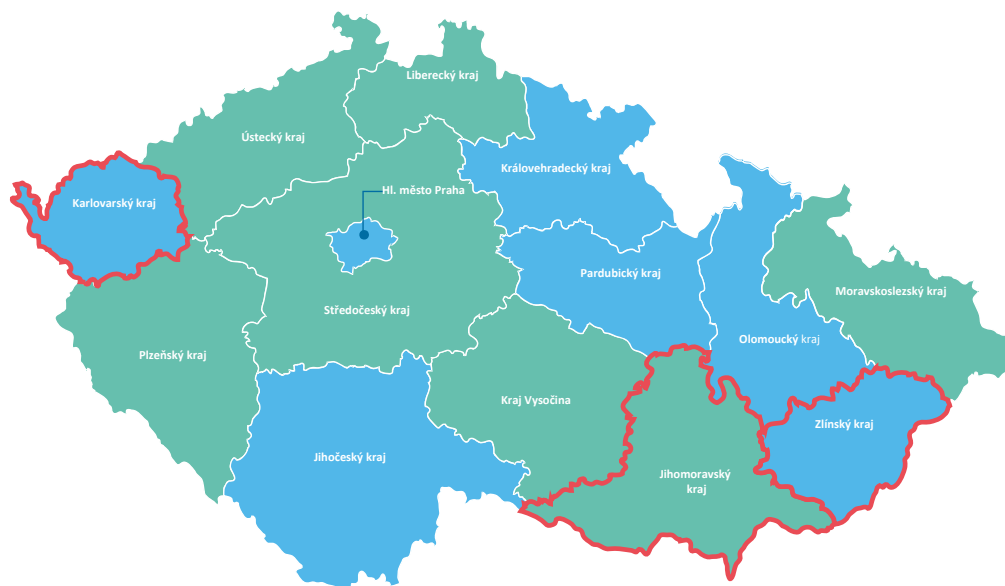 Liberecký kraj
Ústecký kraj
Královehradecký kraj
Hl. město Praha
Karlovarský kraj
Pardubický kraj
Moravskoslezský kraj
Středočeský kraj
Olomoucký kraj
Plzeňský kraj
Kraj Vysočina
Zlínský kraj
Jihočeský kraj
Jihomoravský
kraj